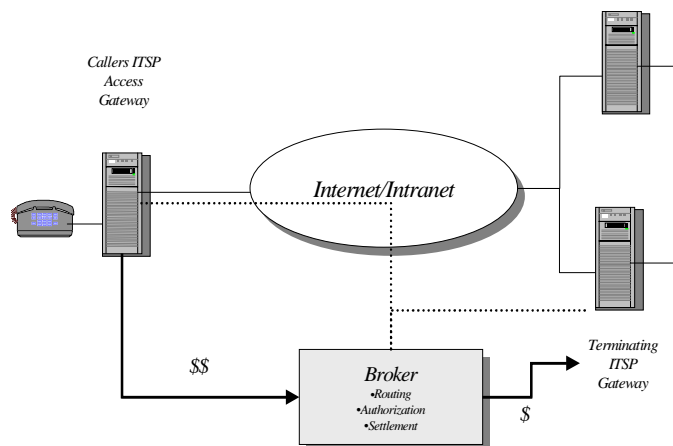 Callers ITSP
Access
Gateway
Internet/Intranet
Terminating
ITSP
Gateway
$$
Broker
•Routing
•Authorization
•Settlement
$